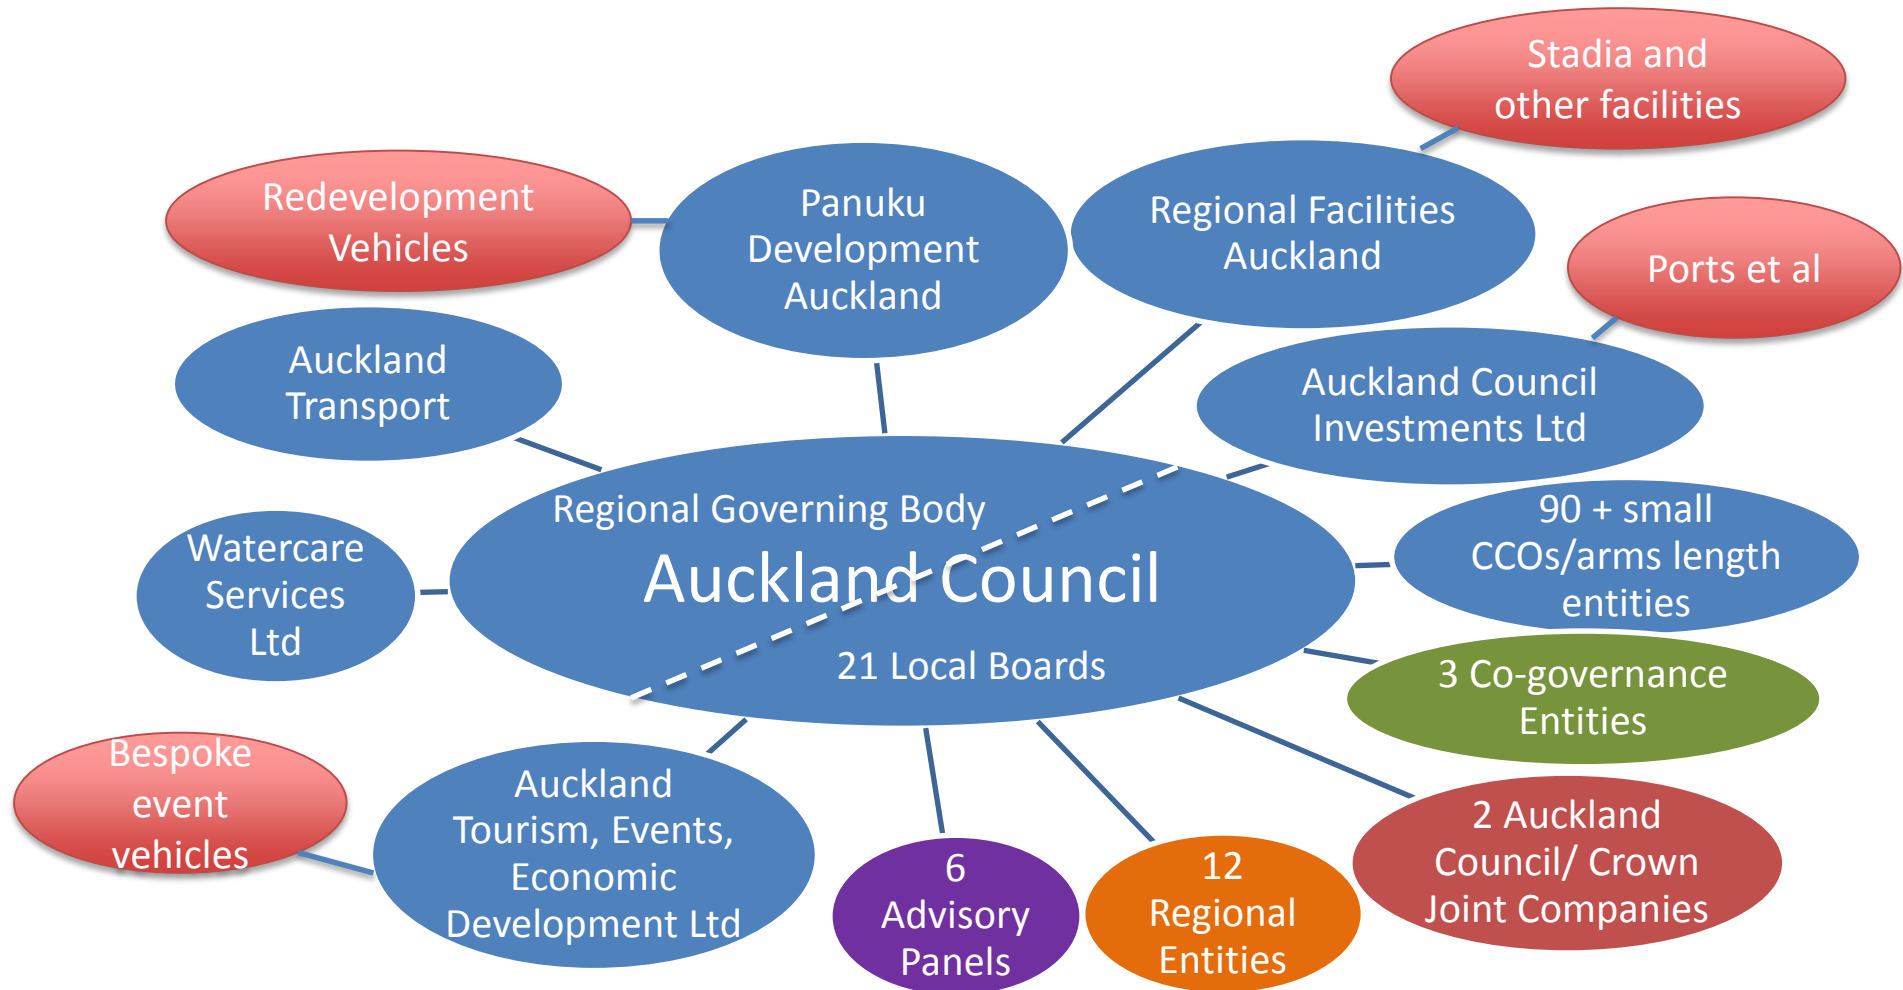 Stadia and
other facilities
Redevelopment
Vehicles
Panuku
Development
Auckland
Regional Facilities
Auckland
Ports et al
Auckland
Transport
Auckland Council
Investments Ltd
Regional Governing Body
Auckland Council
21 Local Boards
90 + small
CCOs/arms length
entities
Watercare
Services
Ltd
3 Co-governance
Entities
Bespoke
event
vehicles
Auckland
Tourism, Events,
Economic
Development Ltd
6
Advisory
Panels
12
Regional
Entities
2 Auckland
Council/ Crown
Joint Companies